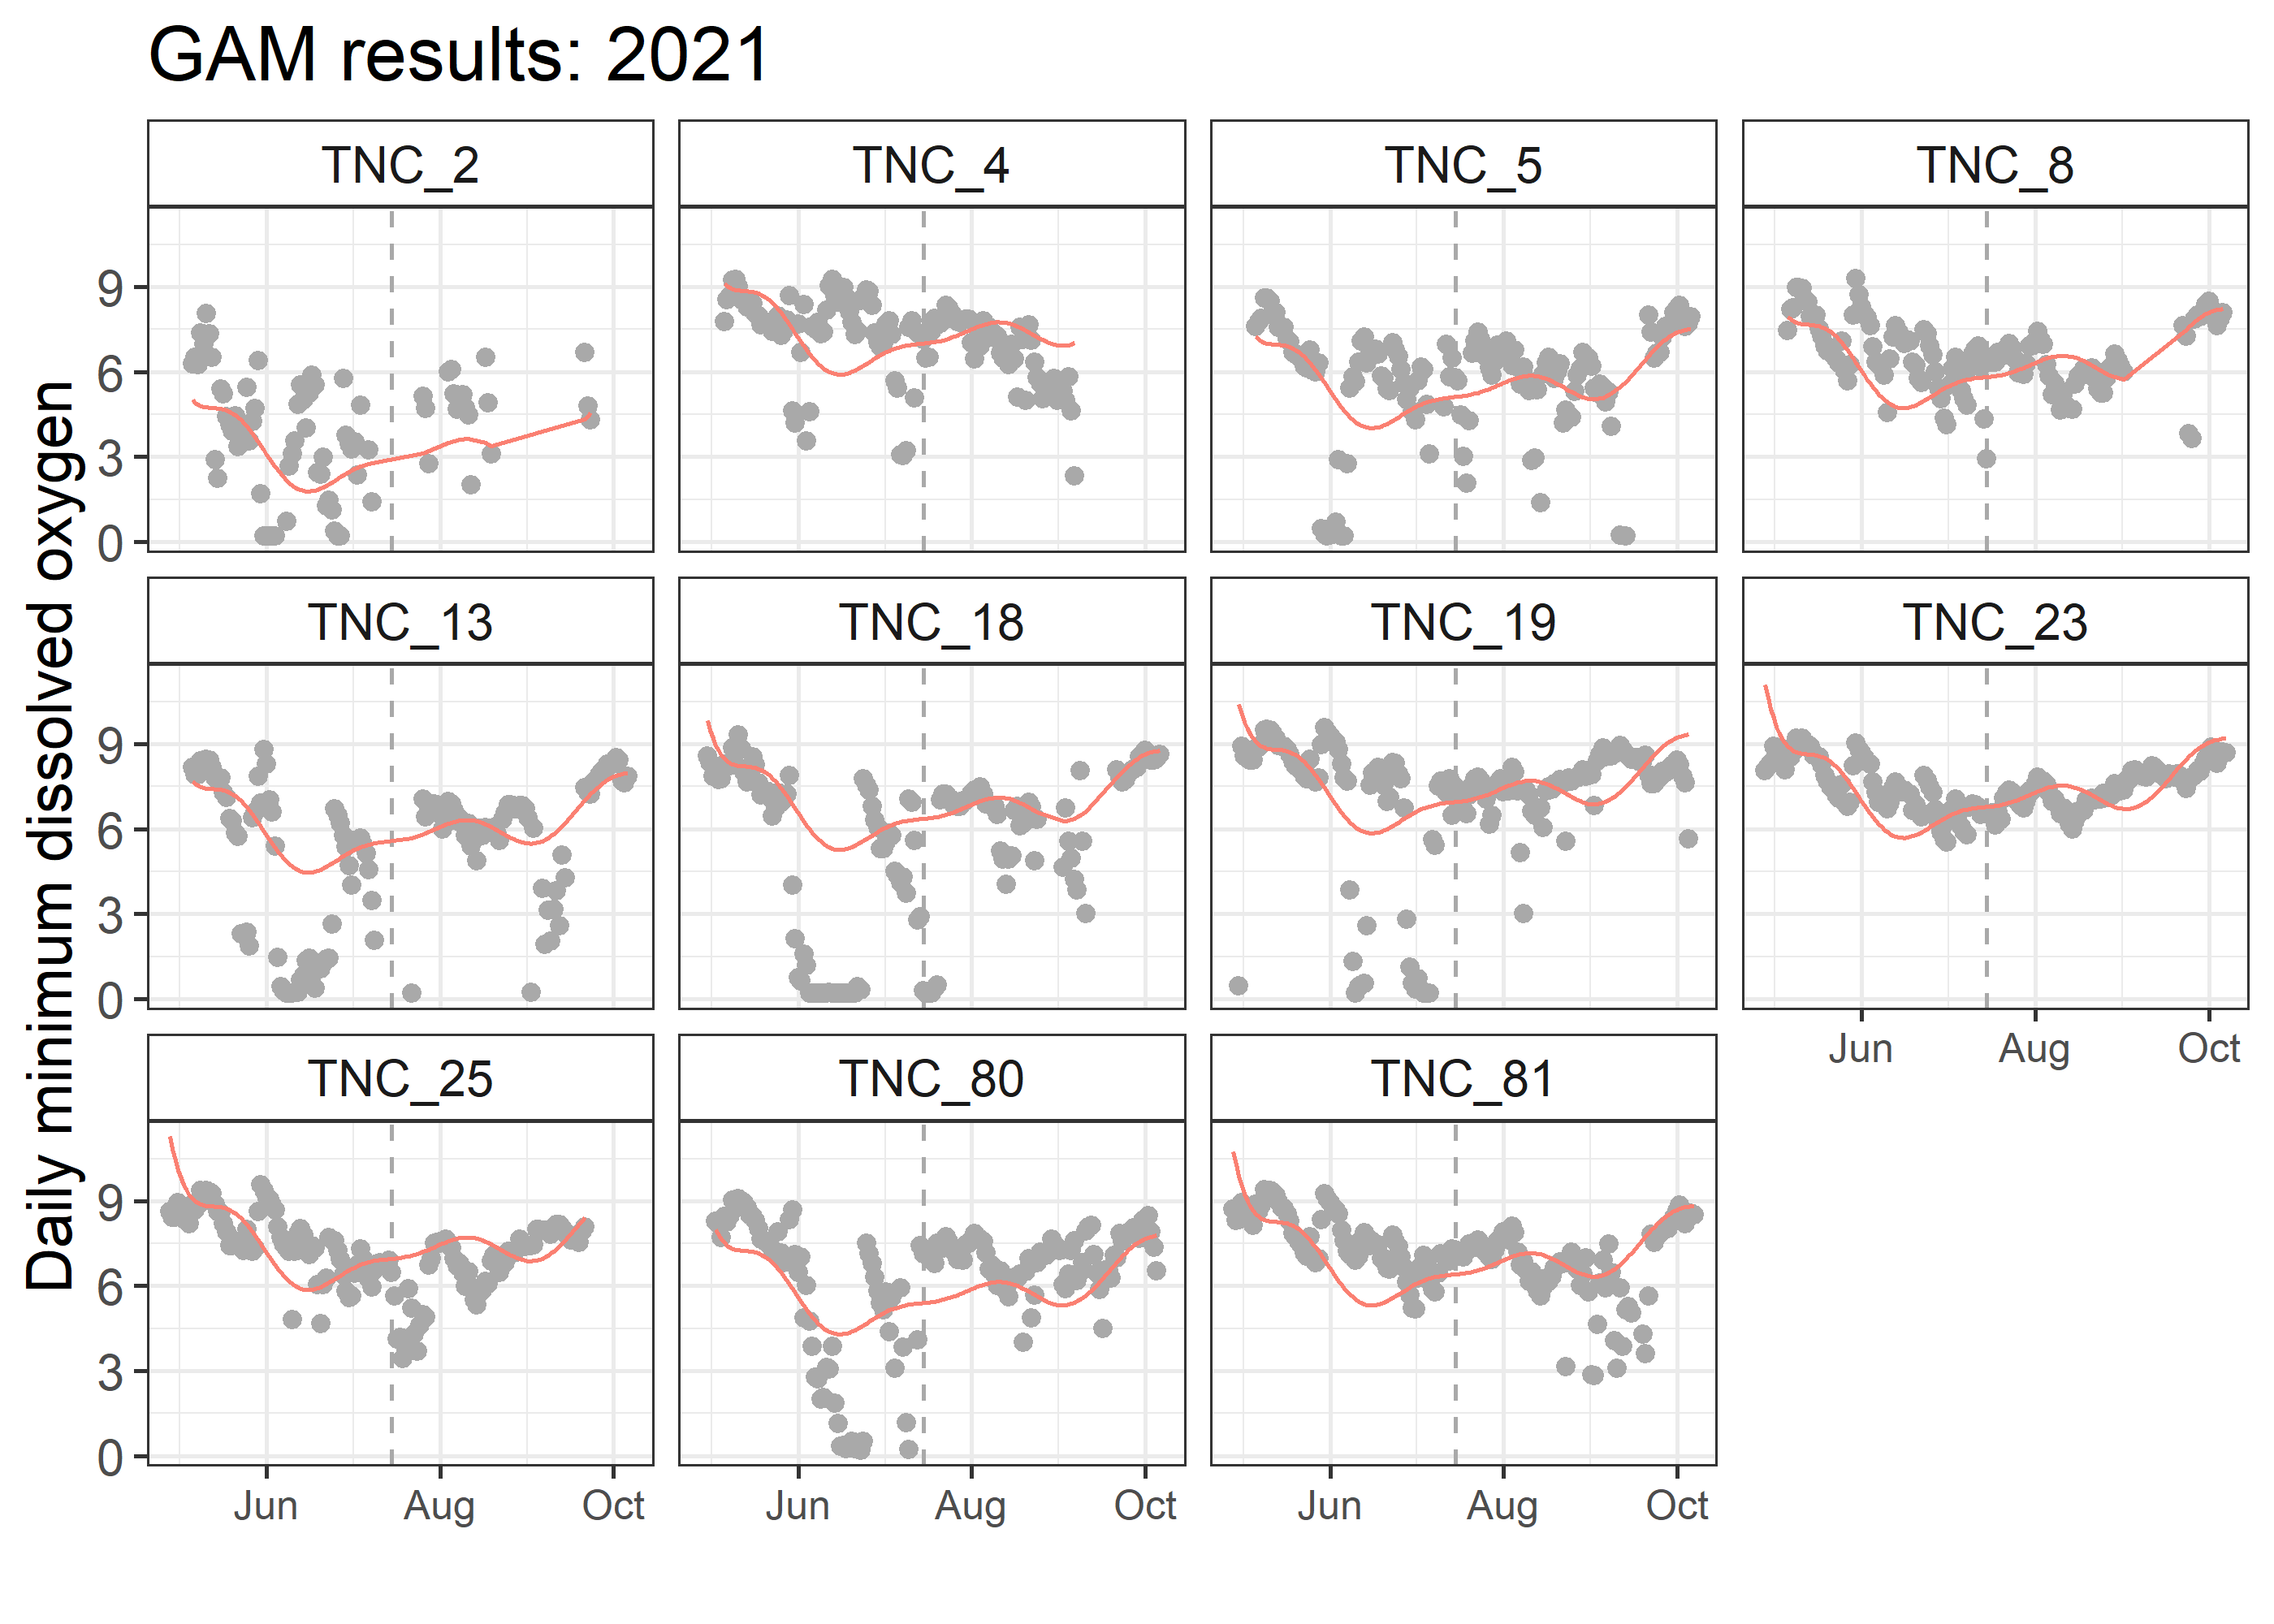 GAM results: 2021
Daily minimum dissolved oxygen
TNC_2 TNC_4 TNC_5 TNC_8
9
6
3
0
TNC_13 TNC_18 TNC_19 TNC_23
9
6
3
0
Jun Aug Oct
TNC_25 TNC_80 TNC_81
9
6
3
0
Jun Aug Oct Jun Aug Oct Jun Aug Oct